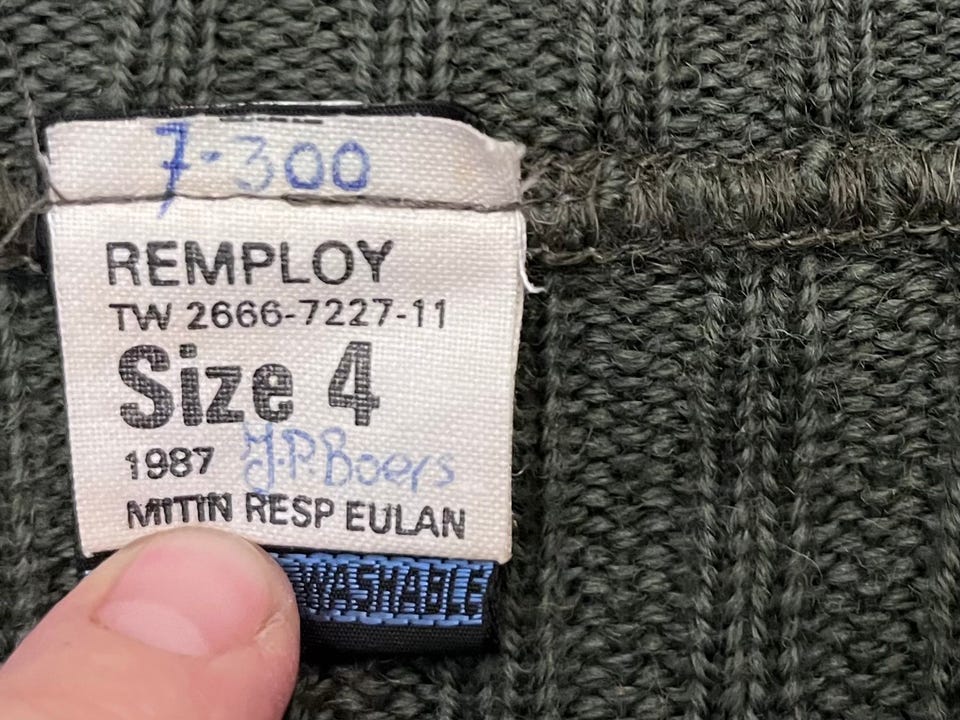 7-300
REMPLOY
TW 2666-7227-11
Size 4
1987 J.P. Boers
MITIN RESP EULAN
WASHABLE